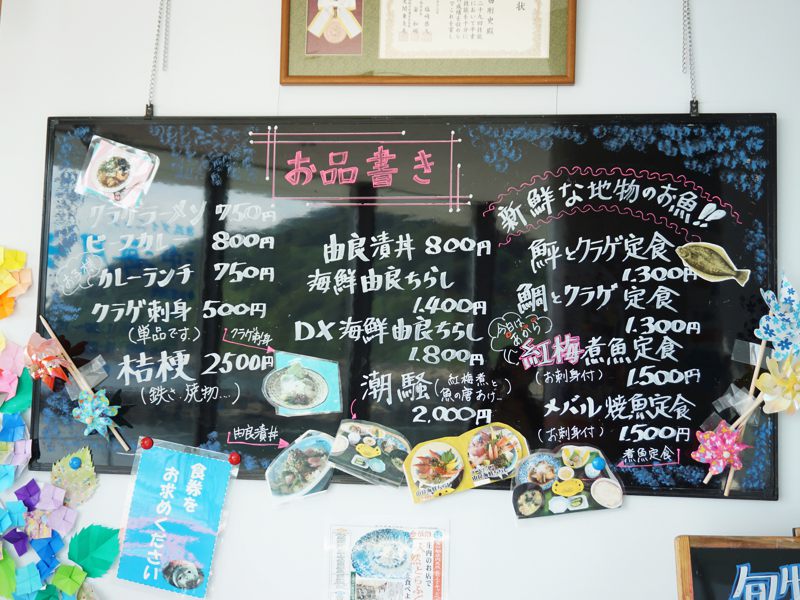 お品書き
クラゲラーメン 750円
ビーフカレー 800円
カレーランチ 750円
クラゲ刺身 500円
(単品です。)
クラゲ刺身
桔梗 2500円
(鉄さ、焼物…)
由良漬丼
由良漬丼 800円
海鮮由良ちらし
1,400円
DX海鮮由良ちらし
1,800円
潮騒(紅梅煮、と
魚の唐あげ…)
2,000円
新鮮な地物のお魚!!
鮃とクラゲ定食
1,300円
鯛とクラゲ定食
1,300円
紅梅煮魚定食
(お刺身付) 1,500円
メバル焼魚定食
(お刺身付) 1,500円
煮魚定食
食券を
お求めください